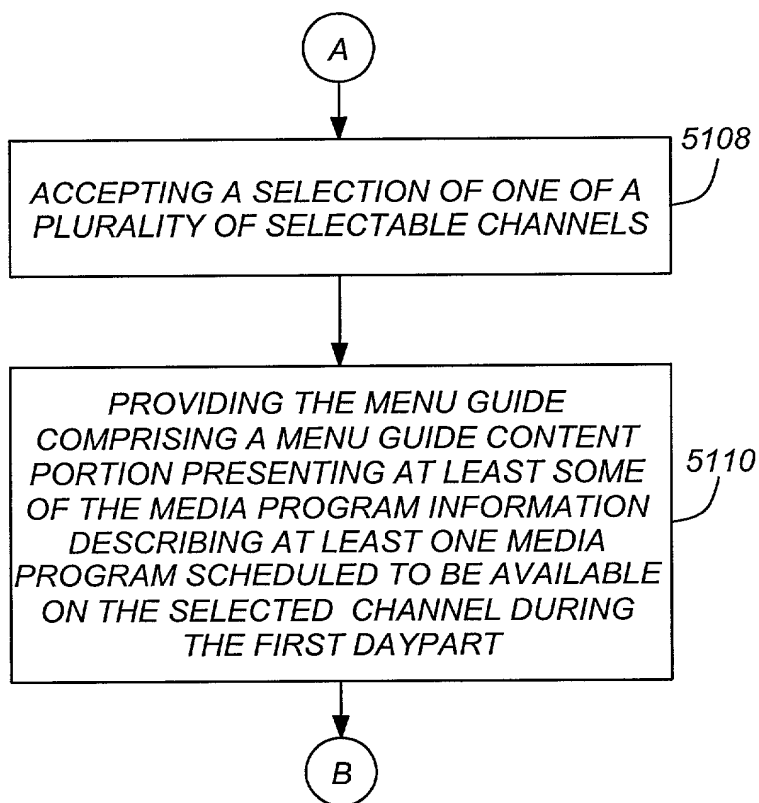 A
5108
ACCEPTING A SELECTION OF ONE OF A
PLURALITY OF SELECTABLE CHANNELS
PROVIDING THE MENU GUIDE
COMPRISING A MENU GUIDE CONTENT
PORTION PRESENTING AT LEAST SOME
OF THE MEDIA PROGRAM INFORMATION
DESCRIBING AT LEAST ONE MEDIA
PROGRAM SCHEDULED TO BE AVAILABLE
ON THE SELECTED CHANNEL DURING
THE FIRST DAYPART
5110
B